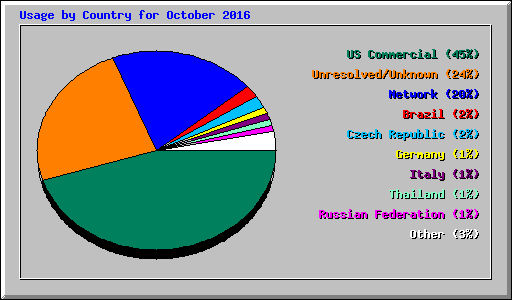 Usage by Country for October 2016
US Commercial (45%)
Unresolved/Unknown (24%)
Network (20%)
Brazil (2%)
Czech Republic (2%)
Germany (1%)
Italy (1%)
Thailand (1%)
Russian Federation (1%)
Other (3%)